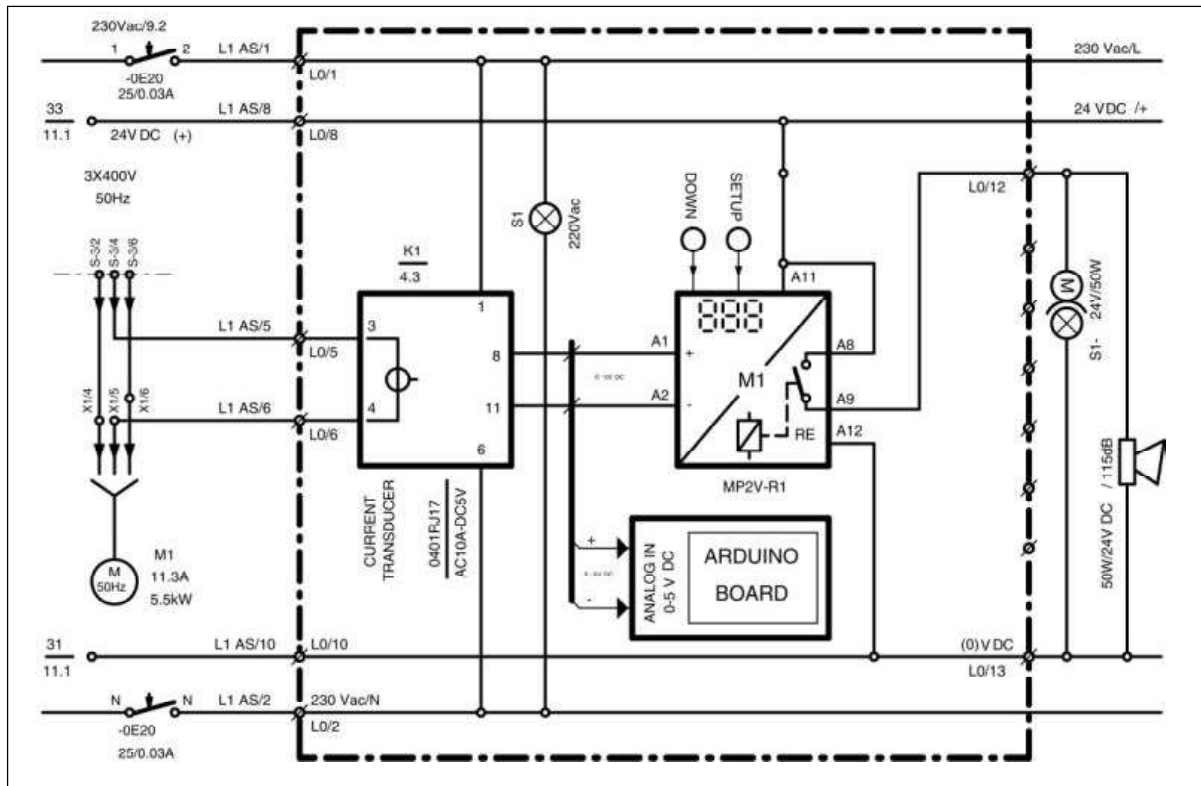 230Vac/9.2
1 2
L1 AS/1
-0E20
25/0.03A
L0/1
230 Vac/L
33
11.1
24V DC (+)
L1 AS/8
L0/8
24 VDC /+
3X400V
50Hz
S-3/2
S-3/4
S-3/6
K1
4.3
S1
220Vac
DOWN
SETUP
A11
L0/12
L1 AS/5
L0/5
3
1
8
A1
+
A8
M
24V/50W
S1-
X1/4
X1/5
X1/6
L1 AS/6
L0/6
4
11
6
A2
-
M1
A9
RE
A12
MP2V-R1
CURRENT
TRANSDUCER
0401FJ17
AC10A-DC5V
+
-
ANALOG IN
0-5 V DC
ARDUINO
BOARD
50W/24V DC / 115dB
M
50Hz
M1
11.3A
5.5kW
31
11.1
L1 AS/10
L0/10
(0)V DC
L0/13
N N
-0E20
25/0.03A
L1 AS/2
230 Vac/N
L0/2